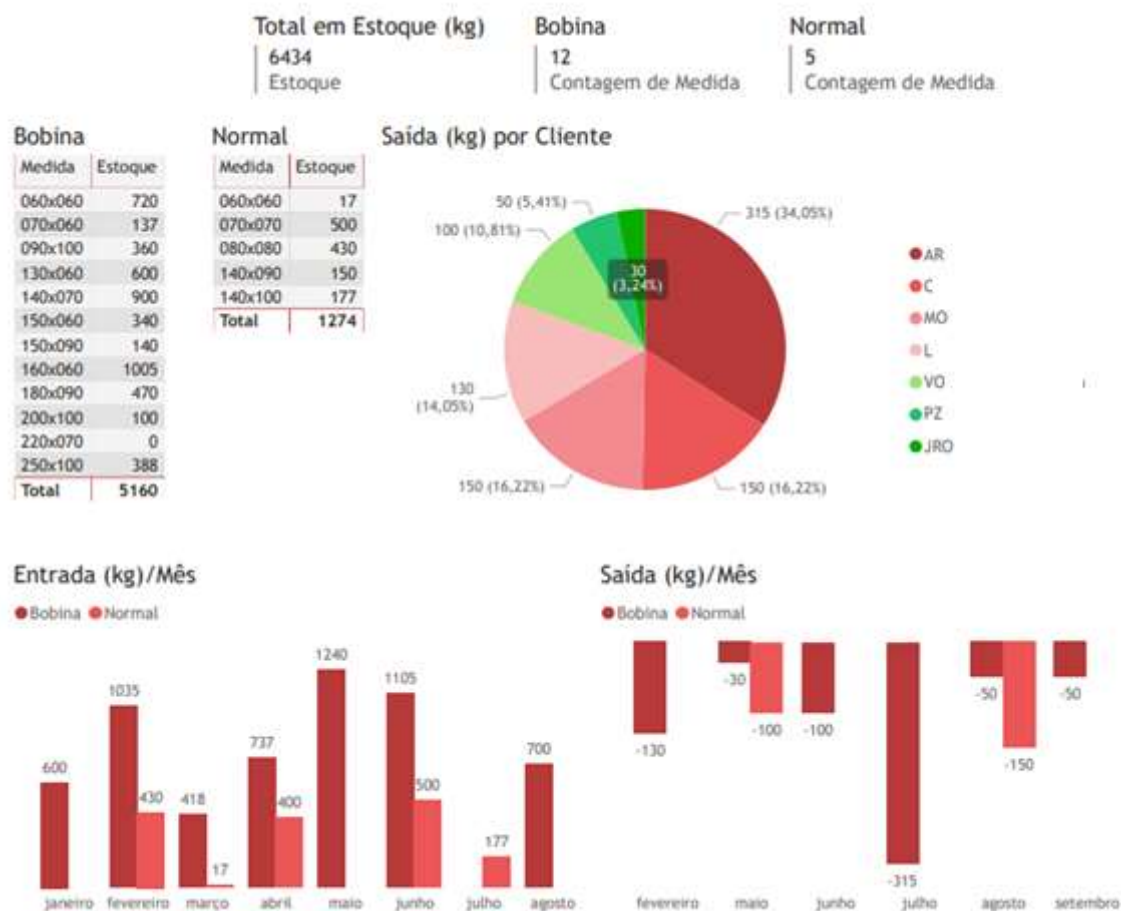 Total em Estoque (kg)
6434
Estoque
Bobina
12
Contagem de Medida
Normal
5
Contagem de Medida
Bobina
Medida Estoque
060x060 720
070x060 137
090x100 360
130x060 600
140x070 900
150x060 340
150x090 140
160x060 1005
180x090 470
200x100 100
220x070 0
250x100 388
Total 5160
Normal
Medida Estoque
060x060 17
070x070 500
080x080 430
140x090 150
140x100 177
Total 1274
Saída (kg) por Cliente
50 (5,41%)
100 (10,81%)
30
(3,24%)
315 (34,05%)
130
(14,05%)
150 (16,22%)
150 (16,22%)
AR
C
MO
L
VO
PZ
JRO
Entrada (kg)/Mês
Bobina Normal
600
1035
430
418
17
737
400
1240
1105
500
177
700
janeiro fevereiro março abril maio junho julho agosto
Saída (kg)/Mês
Bobina Normal
-130
-30
-100
-100
-315
-50
-150
-50
fevereiro maio junho julho agosto setembro